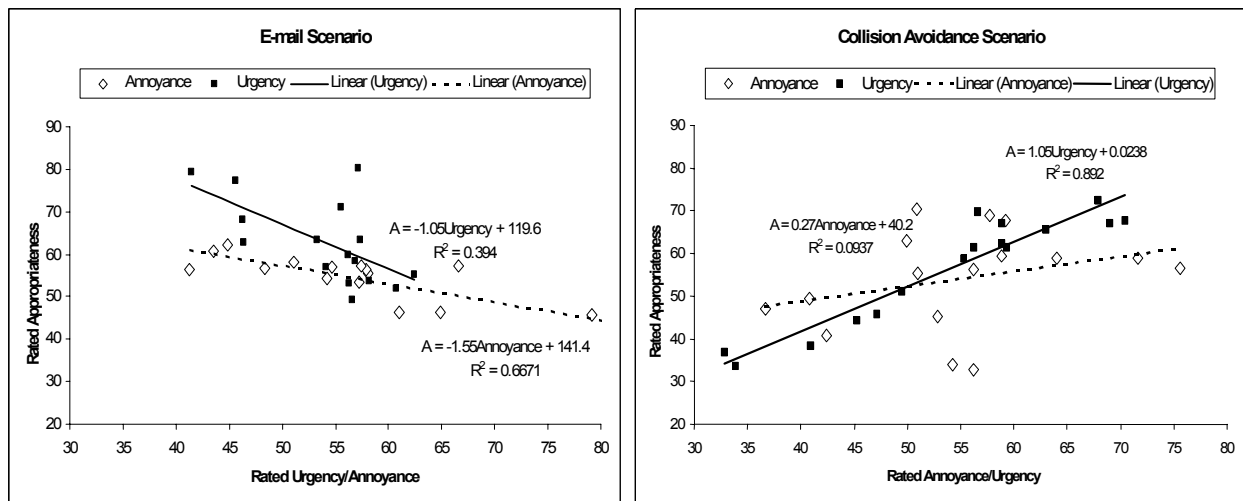 E-mail Scenario
Annoyance Urgency Linear (Urgency) Linear (Annoyance)
90
80
70
60
50
40
30
20
A = -1.05Urgency + 119.6
R² = 0.394
A = -1.55Annoyance + 141.4
R² = 0.6671
30 35 40 45 50 55 60 65 70 75 80
Rated Appropriateness
Rated Urgency/Annoyance
Collision Avoidance Scenario
Annoyance Urgency Linear (Annoyance) Linear (Urgency)
90
80
70
60
50
40
30
20
A = 1.05Urgency + 0.0238
R² = 0.892
A = 0.27Annoyance + 40.2
R² = 0.0937
30 35 40 45 50 55 60 65 70 75 80
Rated Appropriateness
Rated Annoyance/Urgency